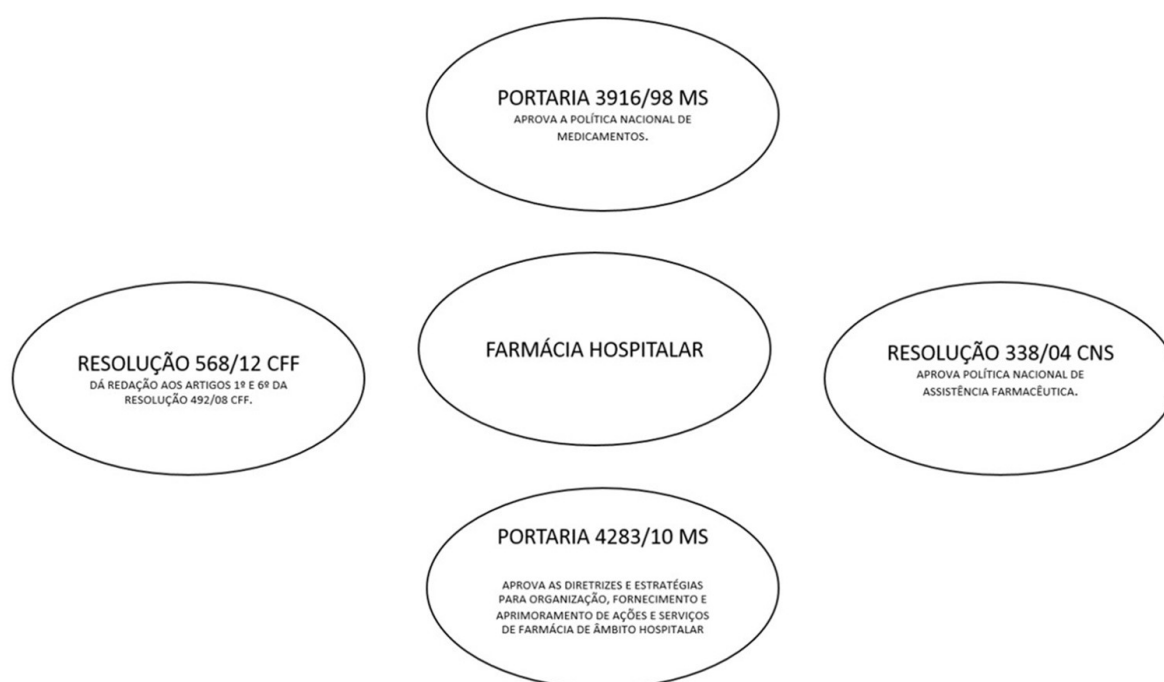 PORTARIA 3916/98 MS
APROVA A POLÍTICA NACIONAL DE
MEDICAMENTOS.
RESOLUÇÃO 568/12 CFF
DÁ REDAÇÃO AOS ARTIGOS 1º E 6º DA
RESOLUÇÃO 492/08 CFF.
FARMÁCIA HOSPITALAR
RESOLUÇÃO 338/04 CNS
APROVA POLÍTICA NACIONAL DE
ASSISTÊNCIA FARMACÊUTICA.
PORTARIA 4283/10 MS
APROVA AS DIRETRIZES E ESTRATÉGIAS
PARA ORGANIZAÇÃO, FORNECIMENTO E
APRIMORAMENTO DE AÇÕES E SERVIÇOS
DE FARMÁCIA DE ÂMBITO HOSPITALAR